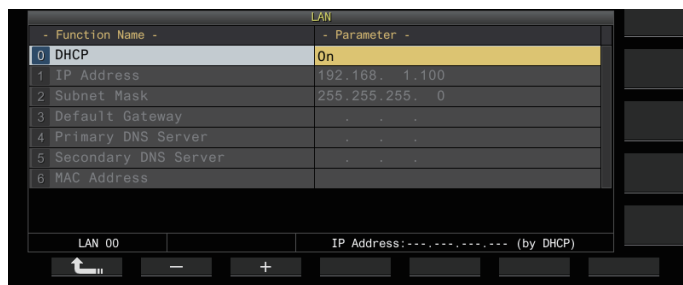 LAN
- Function Name - - Parameter -
0 DHCP On
1 IP Address 192.168. 1.100
2 Subnet Mask 255.255.255. 0
3 Default Gateway . . .
4 Primary DNS Server . . .
5 Secondary DNS Server . . .
6 MAC Address
LAN 00 IP Address:---.---.---.--- (by DHCP)
− +